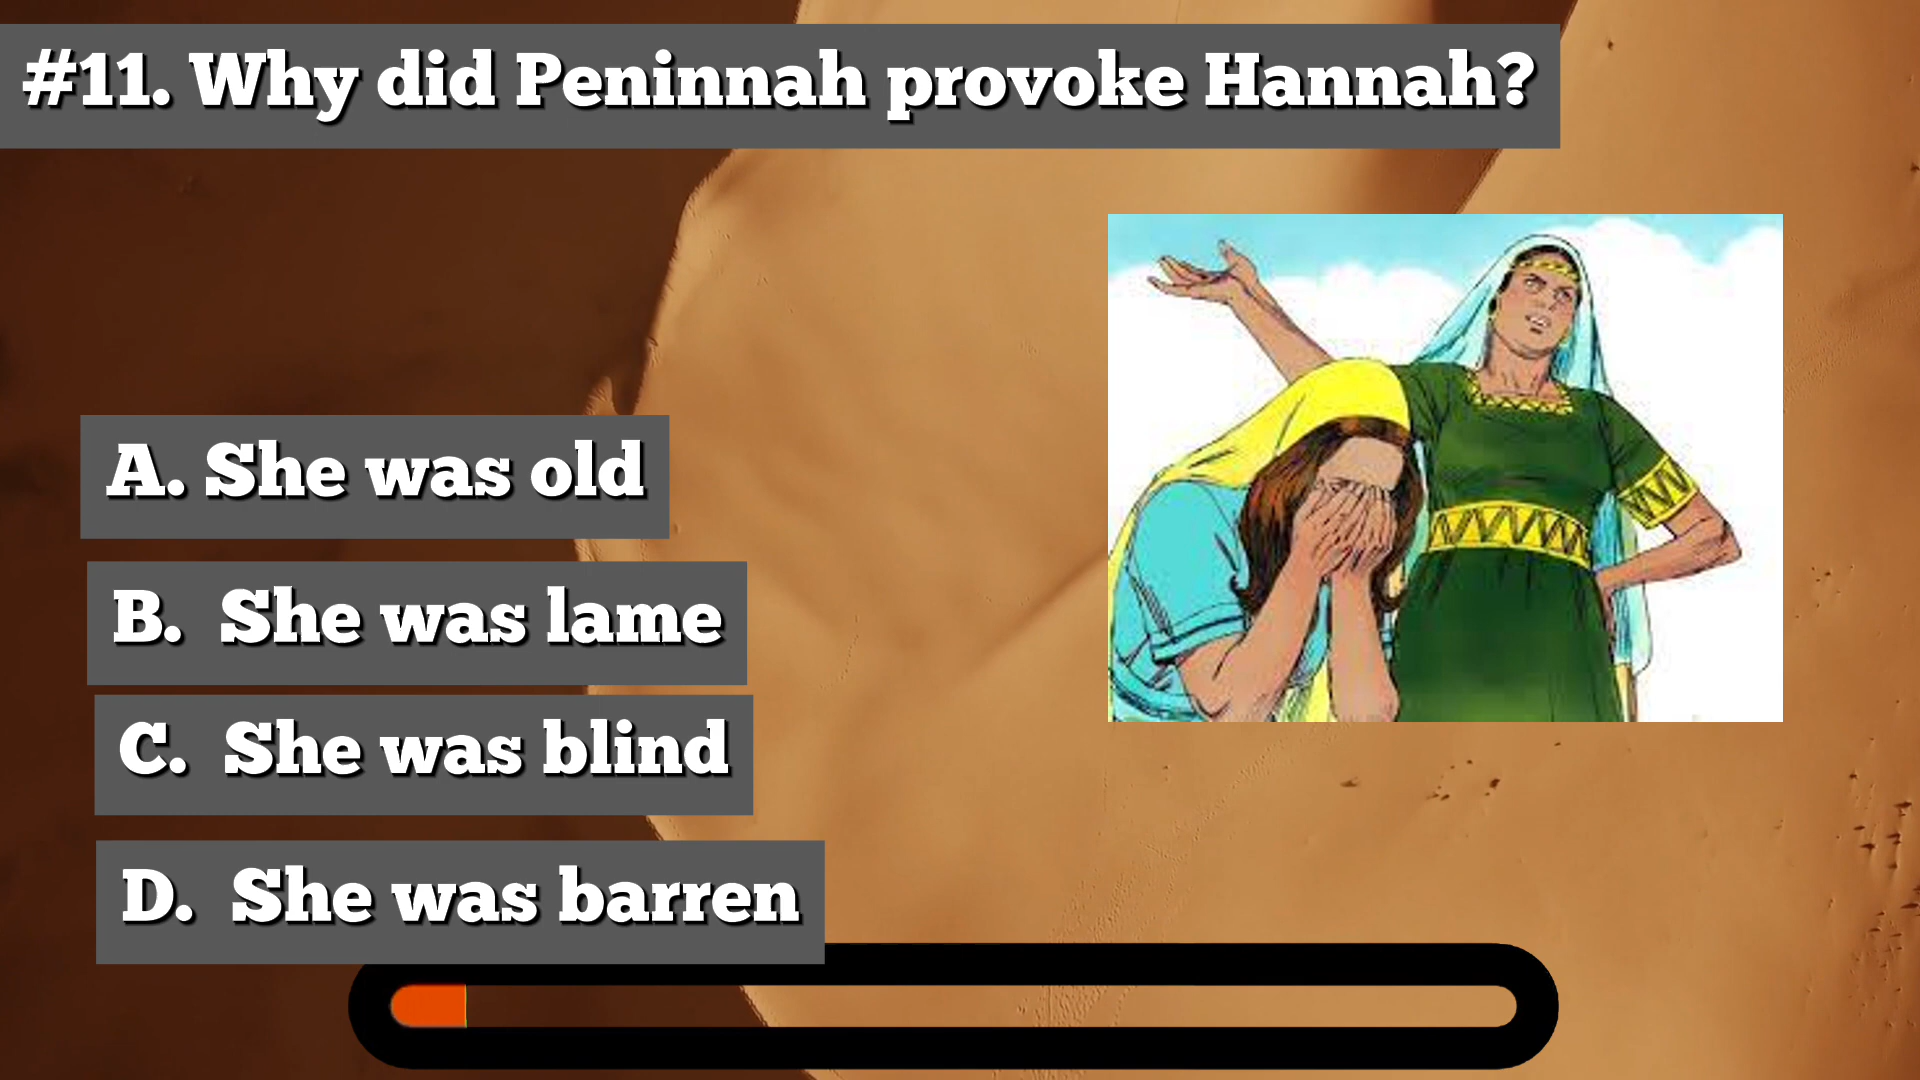 #11. Why did Peninnah provoke Hannah?
A. She was old
B. She was lame
C. She was blind
D. She was barren